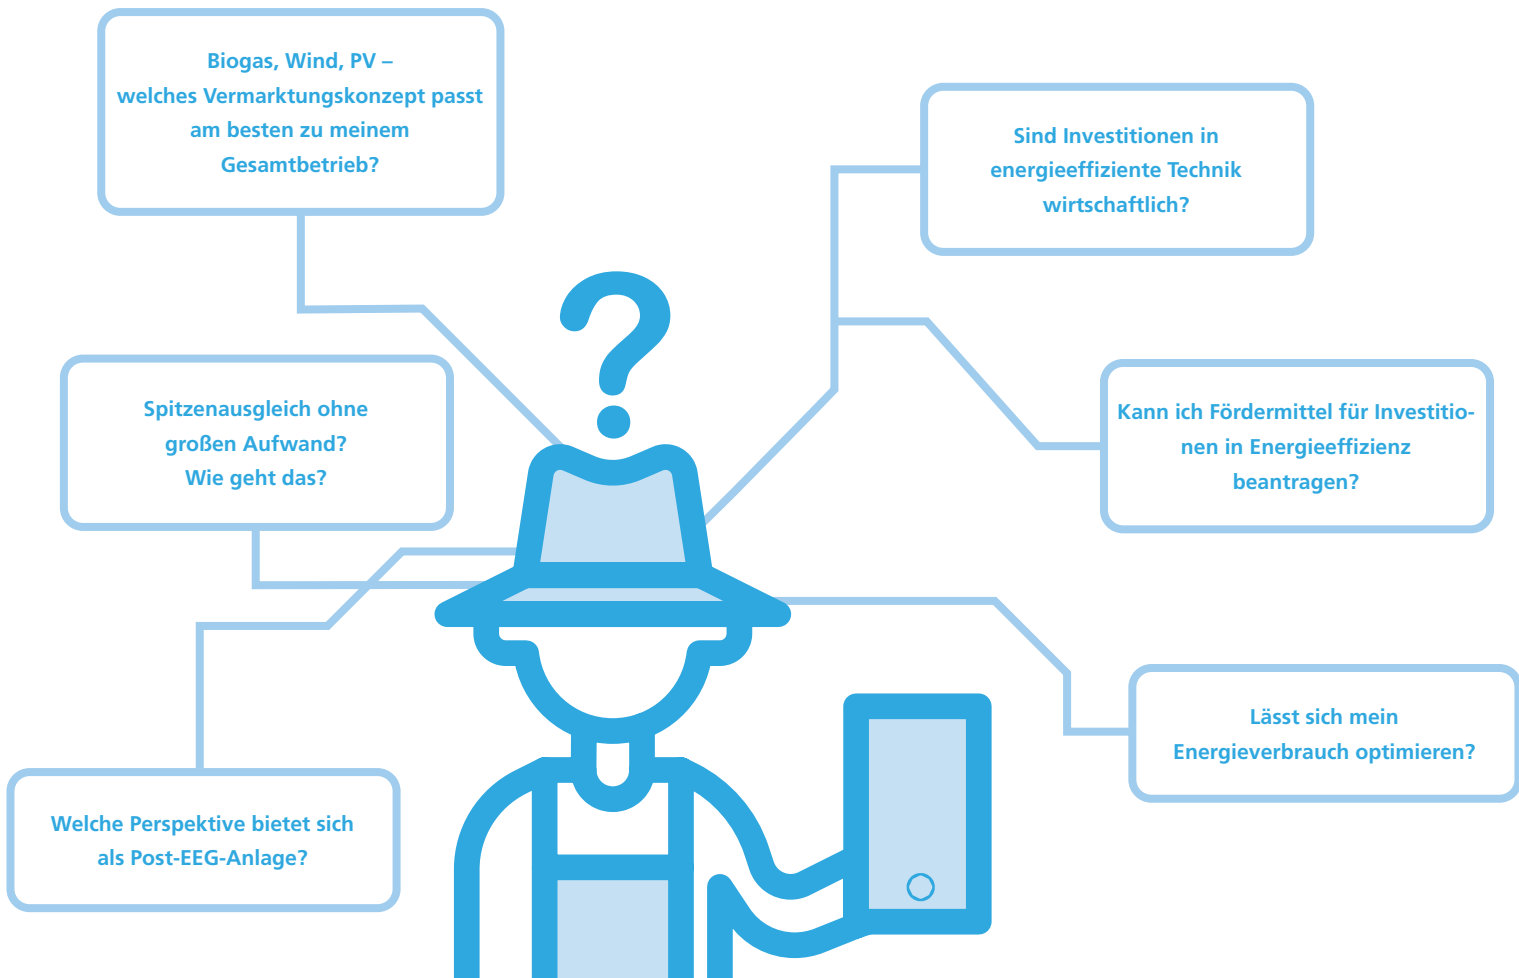 Biogas, Wind, PV –
welches Vermarktungskonzept passt
am besten zu meinem
Gesamtbetrieb?
Sind Investitionen in
energieeffiziente Technik
wirtschaftlich?
Spitzenausgleich ohne
großen Aufwand?
Wie geht das?
Kann ich Fördermittel für Investitio-
nen in Energieeffizienz
beantragen?
Lässt sich mein
Energieverbrauch optimieren?
Welche Perspektive bietet sich
als Post-EEG-Anlage?
?